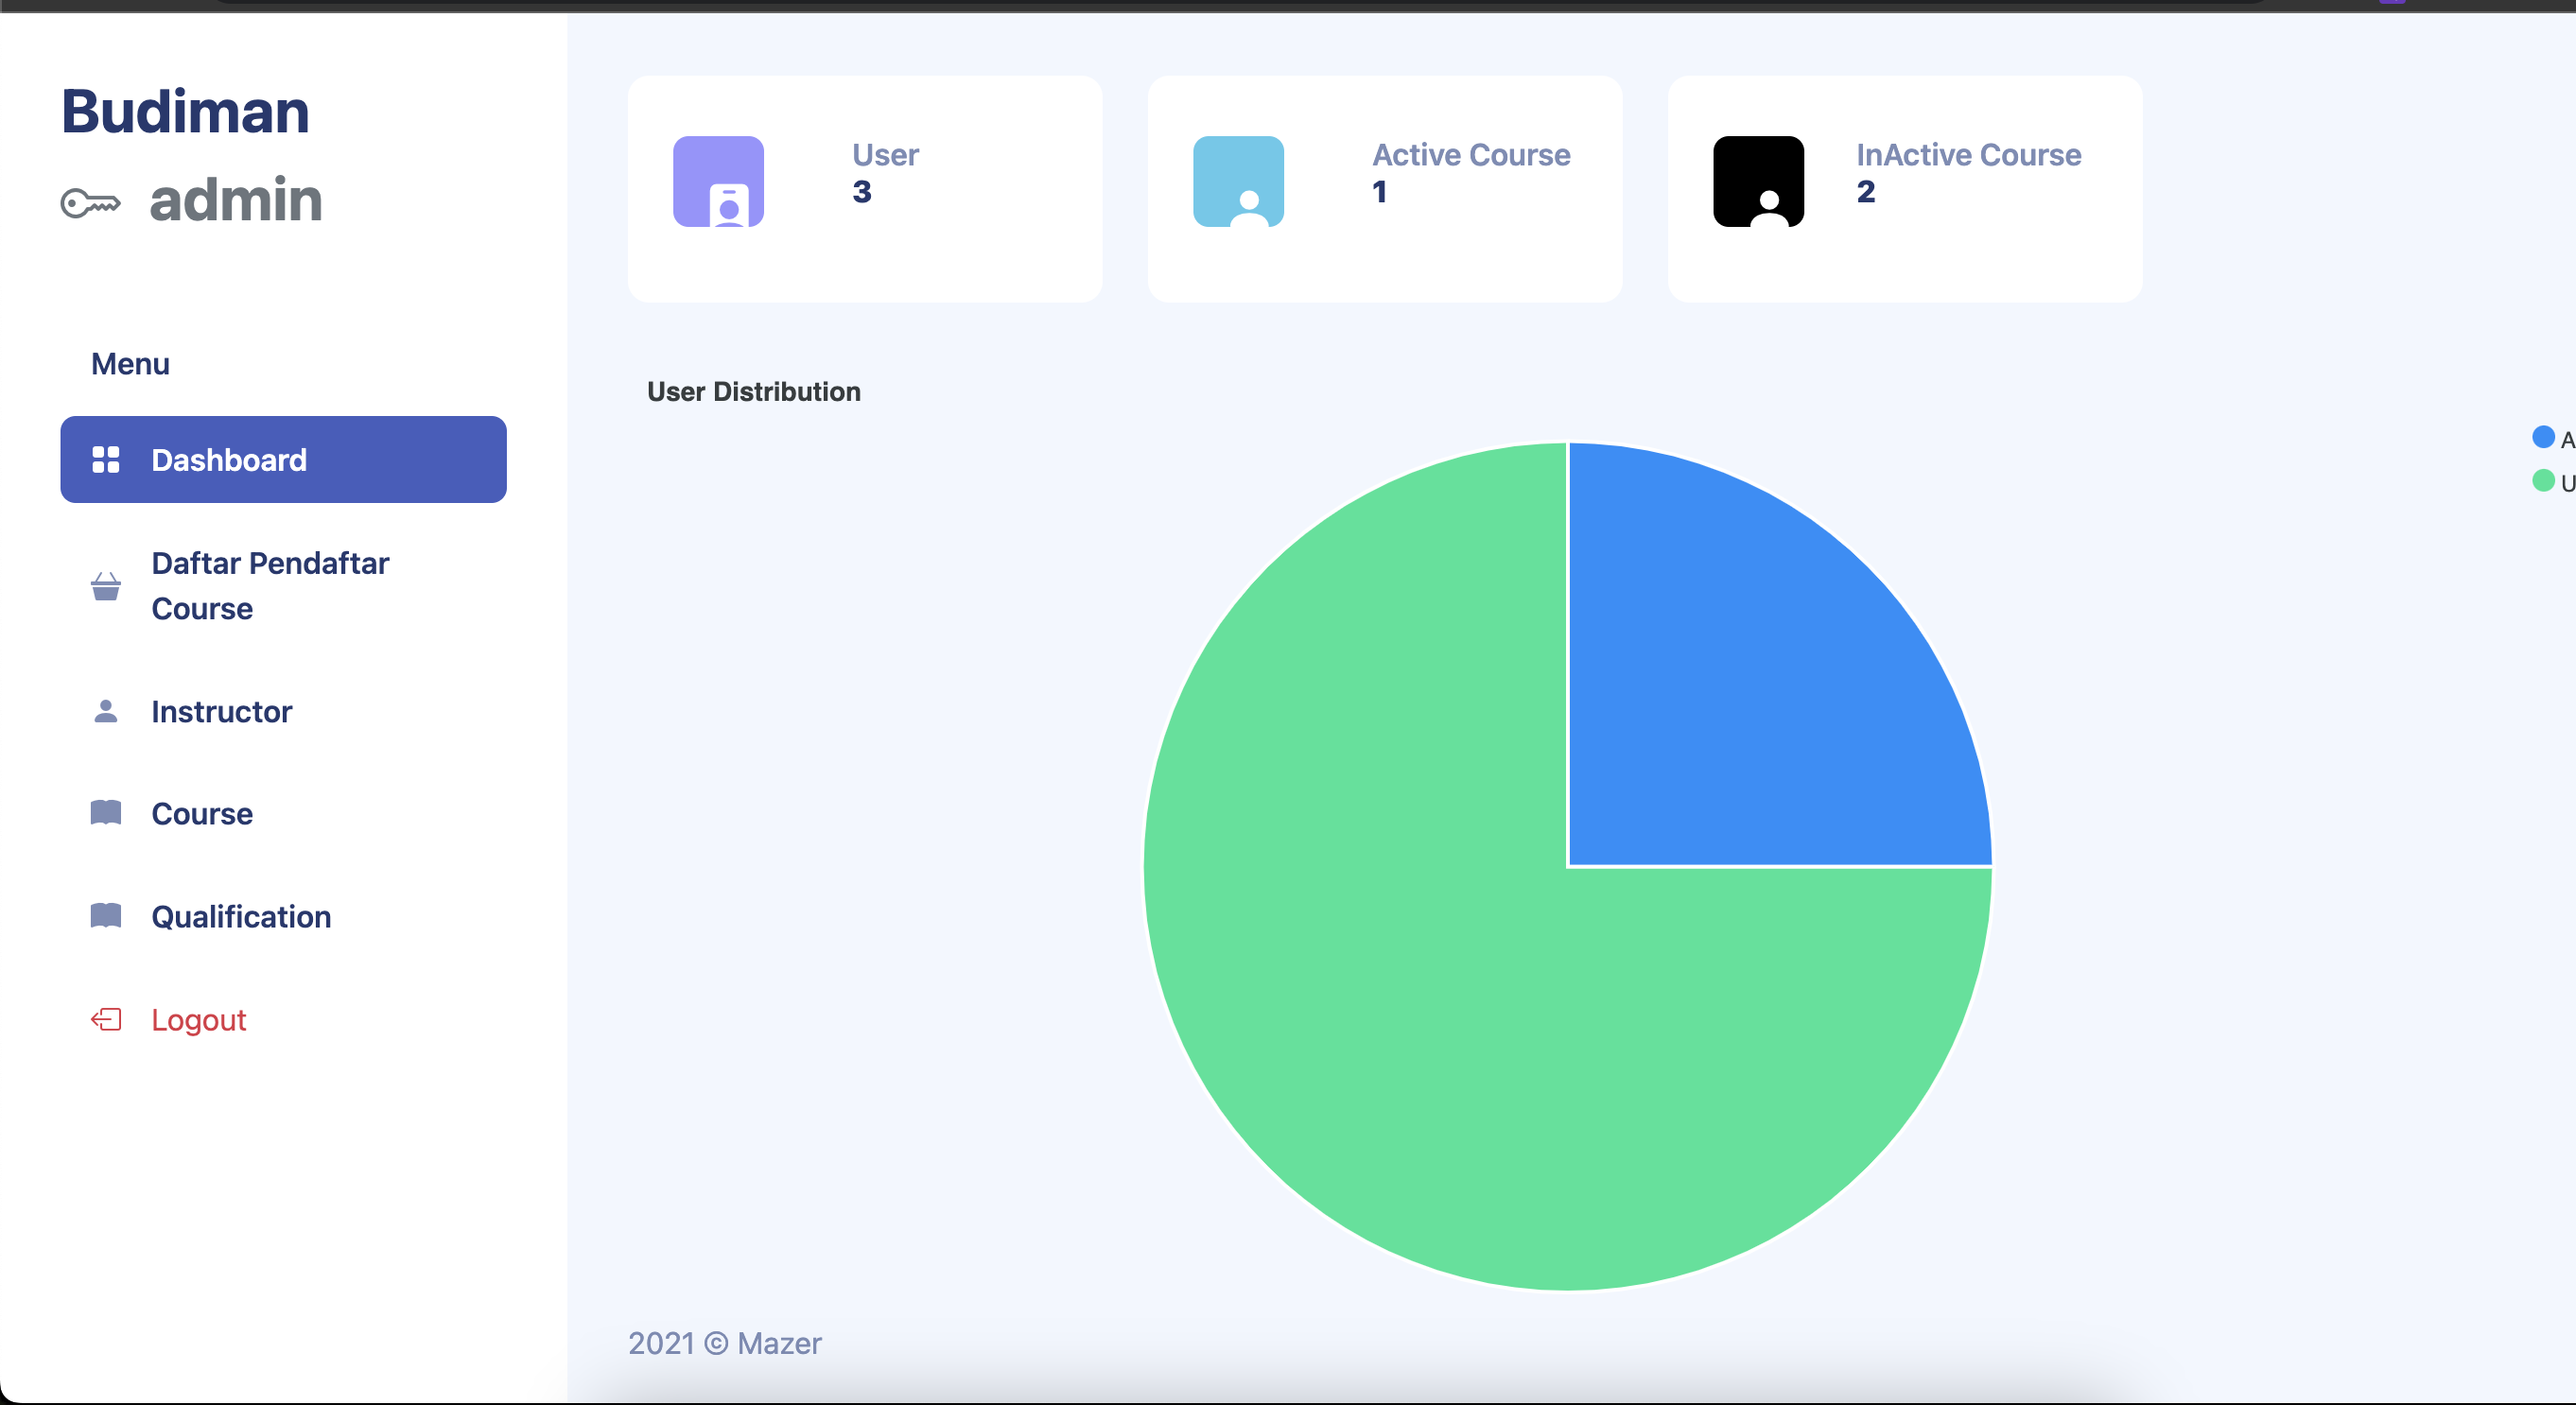 Budiman
admin
Menu
Dashboard
Daftar Pendaftar
Course
Instructor
Course
Qualification
Logout
User
3
Active Course
1
InActive Course
2
User Distribution
A
U
2021 © Mazer